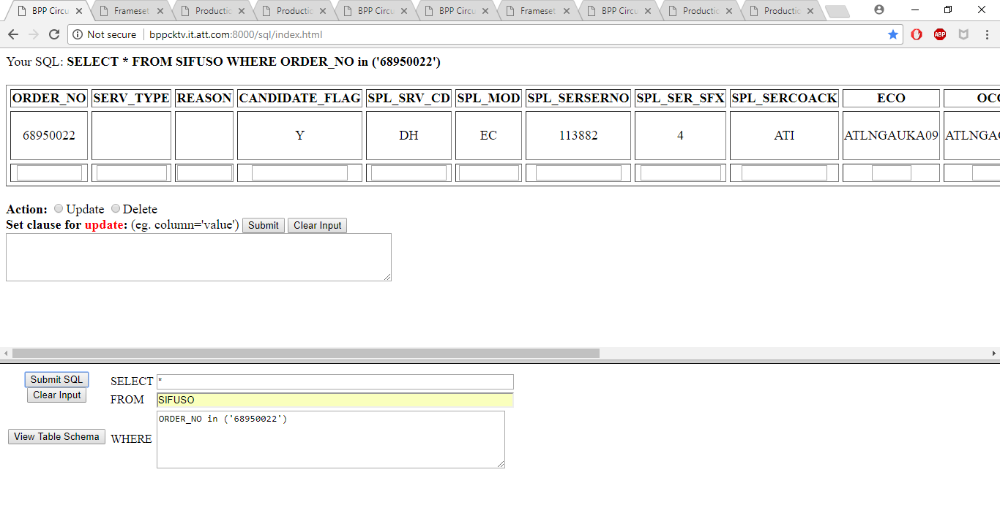 BPP Circu Frameset Productio Productio BPP Circu BPP Circu Frameset BPP Circu Productio Productio
Not secure bppcktv.it.att.com:8000/sql/index.html ABP
Your SQL: SELECT * FROM SIFUSO WHERE ORDER_NO in ('68950022')
ORDER_NO SERV_TYPE REASON CANDIDATE_FLAG SPL_SRV_CD SPL_MOD SPL_SERSERNO SPL_SER_SFX SPL_SERCOACK ECO
68950022 Y DH EC 113882 4 ATI ATLNGAUKA09
Action: Update Delete
Set clause for update: (eg. column='value') Submit Clear Input
Submit SQL SELECT *
Clear Input FROM SIFUSO
View Table Schema WHERE ORDER_NO in ('68950022')